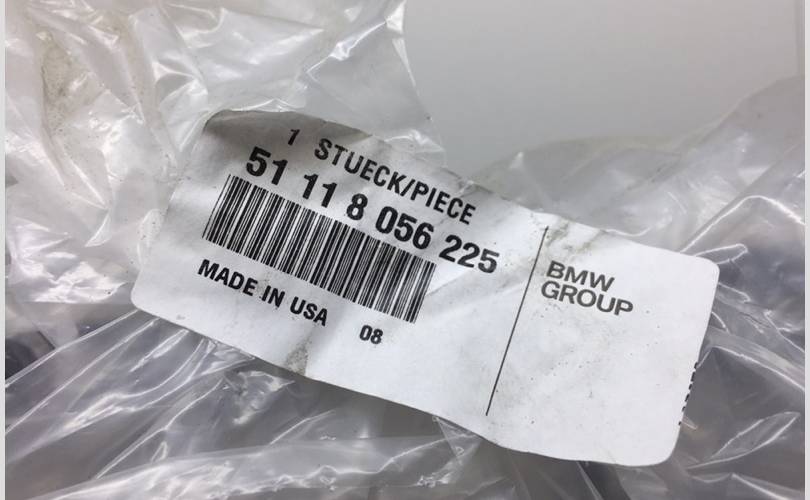 1 STUECK/PIECE
51 11 8 056 225
MADE IN USA 08
BMW
GROUP